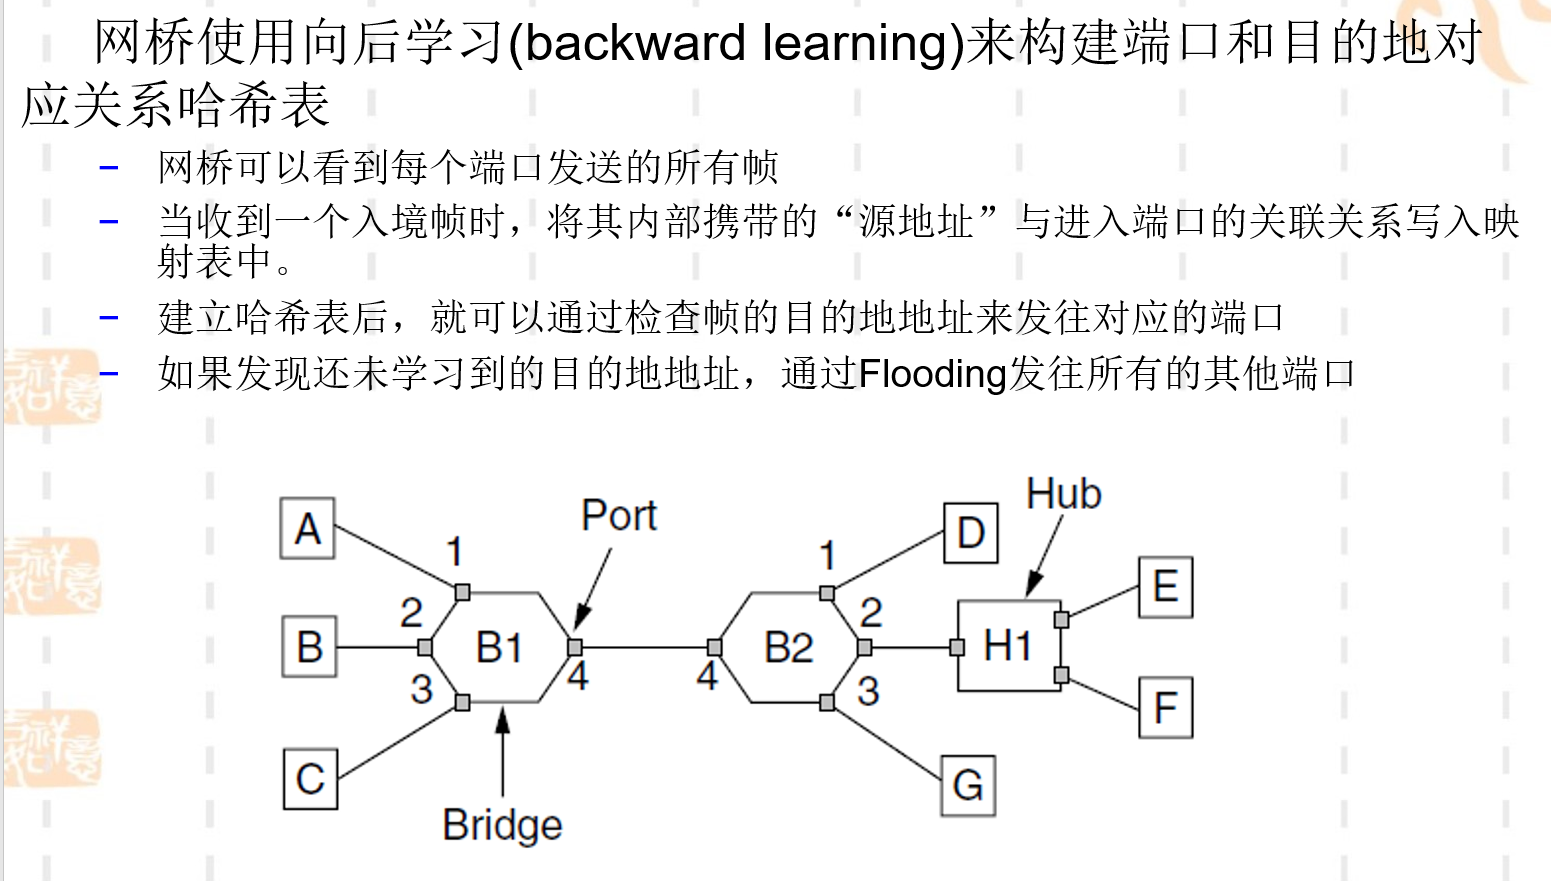 网桥使用向后学习(backward learning)来构建端口和目的地对
应关系哈希表
– 网桥可以看到每个端口发送的所有帧
– 当收到一个入境帧时，将其内部携带的“源地址”与进入端口的关联关系写入映
射表中。
– 建立哈希表后，就可以通过检查帧的目的地地址来发往对应的端口
– 如果发现还未学习到的目的地地址，通过Flooding发往所有的其他端口
Hub
Port
A
D
1
1
E
2
2
B
B1
B2
H1
4
4
3
3
F
C
G
Bridge